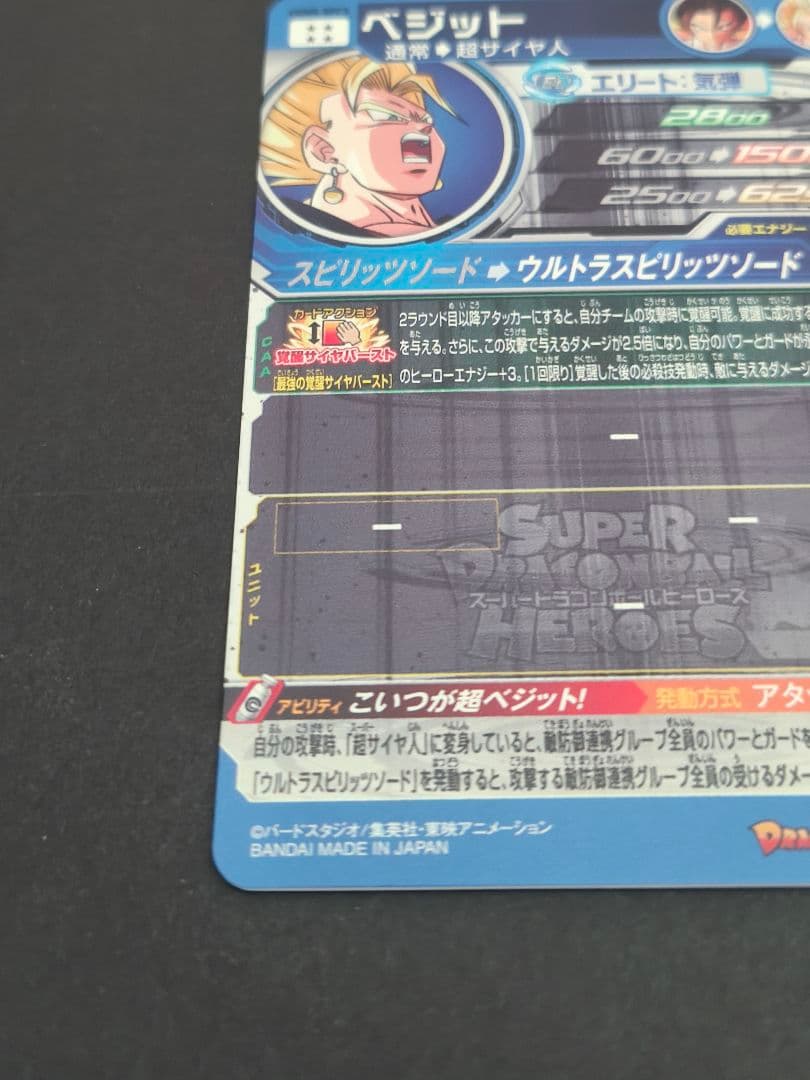 ベジット
通常➡超サイヤ人
エリート:気弾
2800
6000➡150
2500➡62
必要エナジー
スピリッツソード➡ウルトラスピリッツソード
CAA
カードアクション
覚醒サイヤバースト
[最強の覚醒サイヤバースト]
2ラウンド目以降アタッカーにすると、自分チームの攻撃時に覚醒可能。覚醒に成功する
を与える。さらに、この攻撃で与えるダメージが2.5倍になり、自分のパワーとガードが
のヒーローエナジー+3。[1回限り]覚醒した後の必殺技発動時、敵に与えるダメージ
ー
ユニット
ー
ー
ー
SUPER
DRAGONBALL
スーパードラゴンボールヒーローズ
HEROES
アビリティ こいつが超ベジット! 発動方式 アタ
自分の攻撃時、「超サイヤ人」に変身していると、敵防御連携グループ全員のパワーとガードを
「ウルトラスピリッツソード」を発動すると、攻撃する敵防御連携グループ全員の受けるダメー
©バードスタジオ/集英社・東映アニメーション
BANDAI MADE IN JAPAN